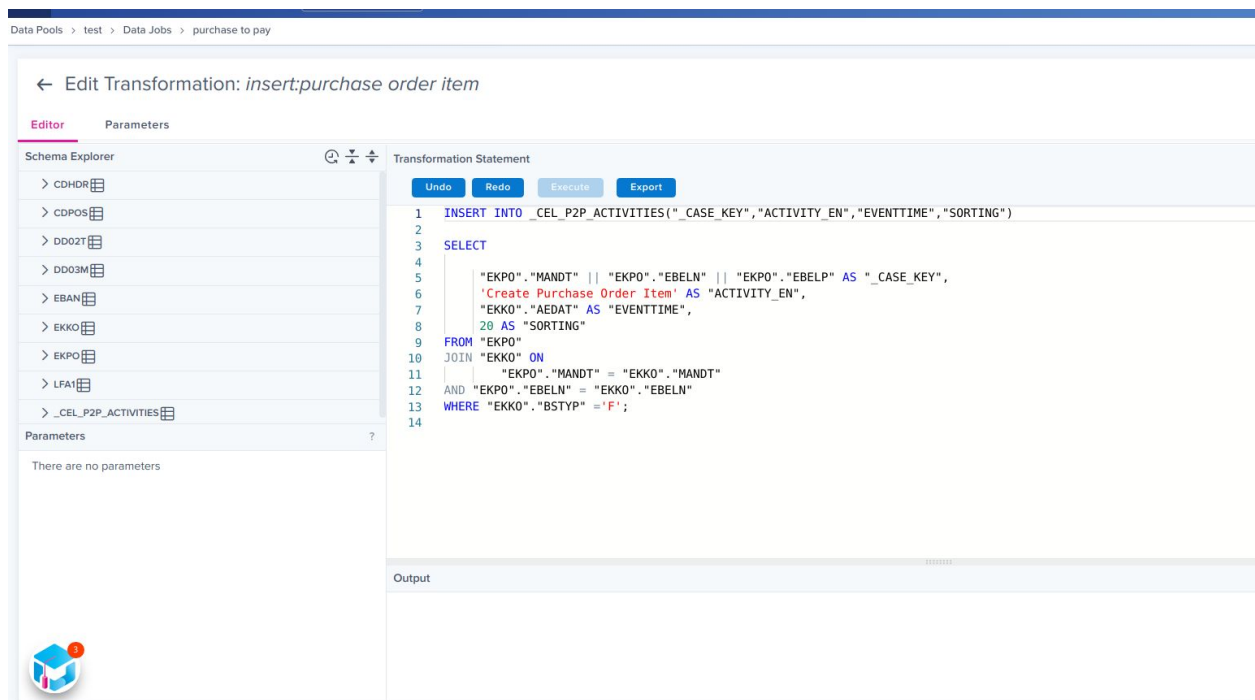 Data Pools > test > Data Jobs > purchase to pay
← Edit Transformation: insert:purchase order item
Editor Parameters
Schema Explorer
CDHDR
CDPOS
DD02T
DD03M
EBAN
EKKO
EKPO
LFA1
_CEL_P2P_ACTIVITIES
Parameters ?
There are no parameters
3
Transformation Statement
Undo Redo Execute Export
1 INSERT INTO _CEL_P2P_ACTIVITIES("_CASE_KEY","ACTIVITY_EN","EVENTTIME","SORTING")
2
3 SELECT
4
5 "EKPO"."MANDT" || "EKPO"."EBELN" || "EKPO"."EBELP" AS "_CASE_KEY",
6 'Create Purchase Order Item' AS "ACTIVITY_EN",
7 "EKKO"."AEDAT" AS "EVENTTIME",
8 20 AS "SORTING"
9 FROM "EKPO"
10 JOIN "EKKO" ON
11 "EKPO"."MANDT" = "EKKO"."MANDT"
12 AND "EKPO"."EBELN" = "EKKO"."EBELN"
13 WHERE "EKKO"."BSTYP" ='F';
14
Output